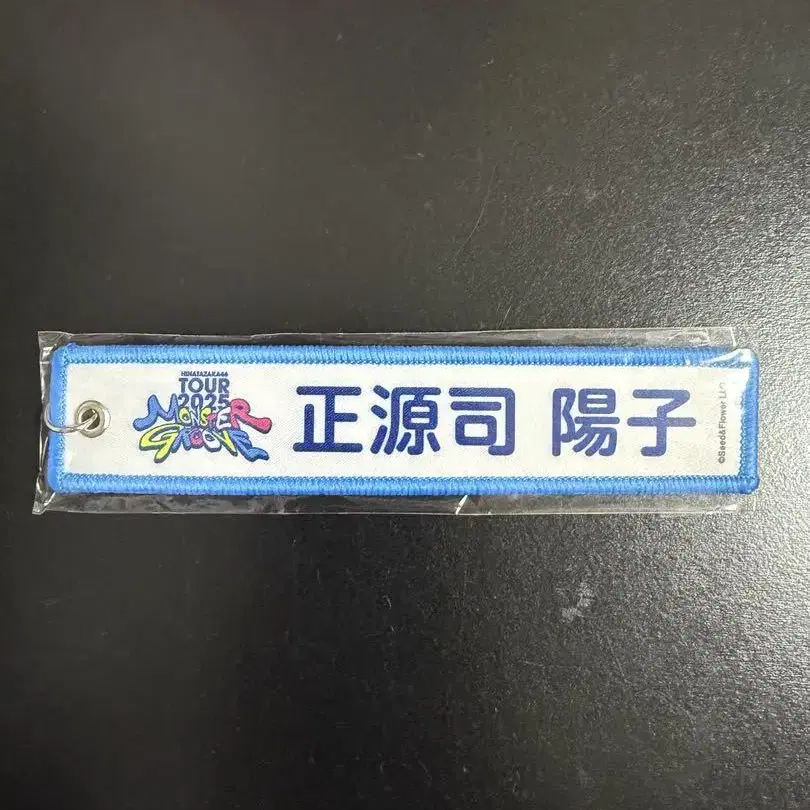 HINATAZAKA46
TOUR
2025
MONSTER
GROOVE
正源司 陽子
©Seed&Flower LLC